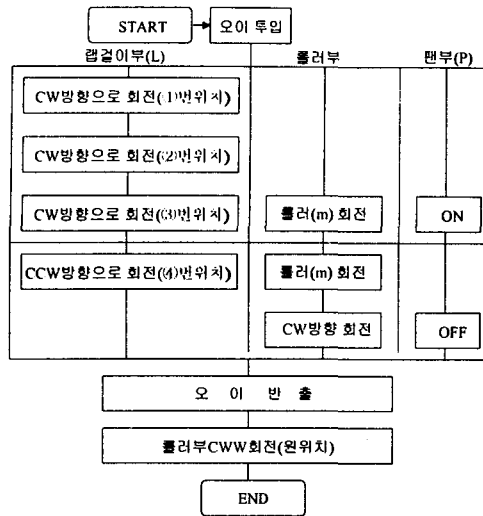 START
오이 투입
랩걸이부(L)
롤러부
팬부(P)
CW방향으로 회전(①번위치)
CW방향으로 회전(②번위치)
CW방향으로 회전(③번위치)
롤러(m) 회전
ON
CCW방향으로 회전(④번위치)
롤러(m) 회전
CW방향 회전
OFF
오 이 반 출
롤러부CWW회전(원위치)
END